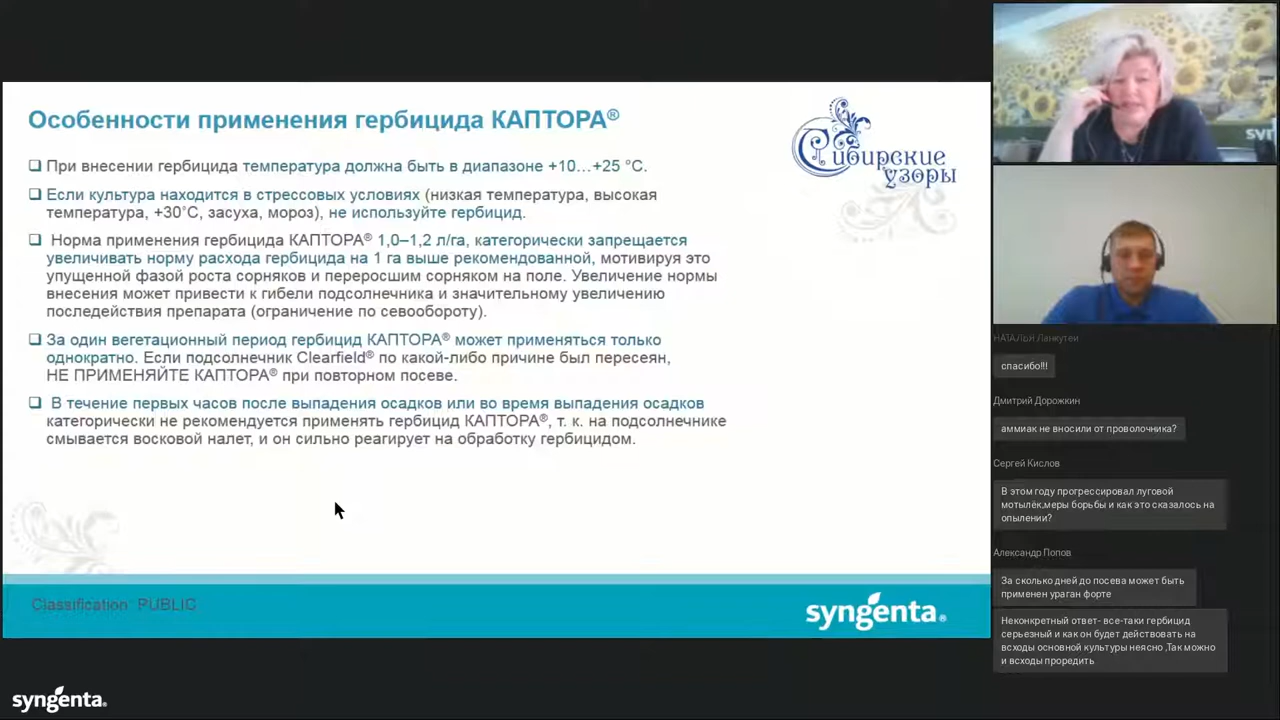 Особенности применения гербицида КАПТОРА®
Сибирские
узоры
❑ При внесении гербицида температура должна быть в диапазоне +10…+25 °С.
❑ Если культура находится в стрессовых условиях (низкая температура, высокая
температура, +30°С, засуха, мороз), не используйте гербицид.
❑ Норма применения гербицида КАПТОРА® 1,0–1,2 л/га, категорически запрещается
увеличивать норму расхода гербицида на 1 га выше рекомендованной, мотивируя это
упущенной фазой роста сорняков и переросшим сорняком на поле. Увеличение нормы
внесения может привести к гибели подсолнечника и значительному увеличению
последействия препарата (ограничение по севообороту).
❑ За один вегетационный период гербицид КАПТОРА® может применяться только
однократно. Если подсолнечник Clearfield® по какой-либо причине был пересеян,
НЕ ПРИМЕНЯЙТЕ КАПТОРА® при повторном посеве.
❑ В течение первых часов после выпадения осадков или во время выпадения осадков
категорически не рекомендуется применять гербицид КАПТОРА®, т. к. на подсолнечнике
смывается восковой налет, и он сильно реагирует на обработку гербицидом.
Classification: PUBLIC
syngenta®
syngenta®
syn
НАТАЛЬЯ Ланкутеи
спасибо!!!
Дмитрий Дорожкин
аммиак не вносили от проволочника?
Сергей Кислов
В этом году прогрессировал луговой
мотылёк,меры борьбы и как это сказалось на
опылении?
Александр Попов
За сколько дней до посева может быть
применен ураган форте
Неконкретный ответ- все-таки гербицид
серьезный и как он будет действовать на
всходы основной культуры неясно ,Так можно
и всходы проредить